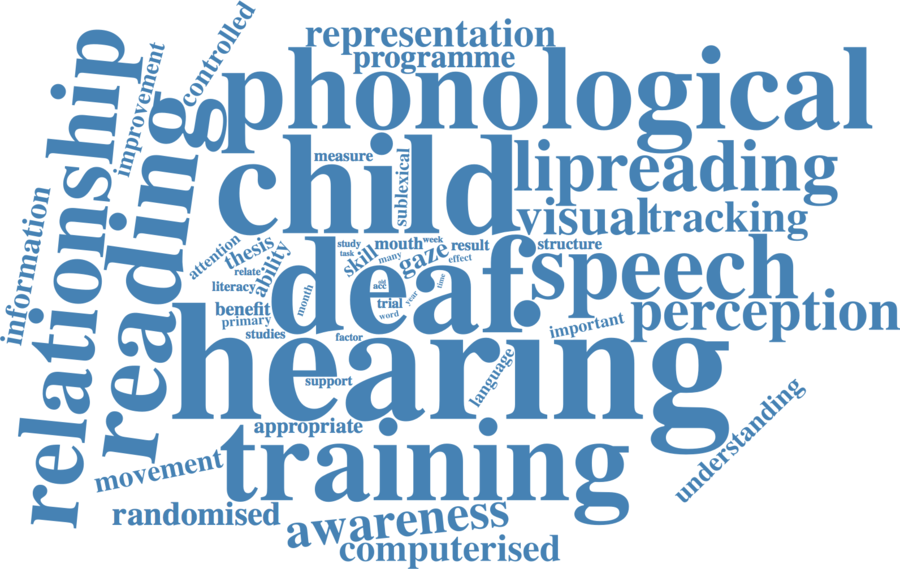 representation
programme
controlled
phonological
improvement
relationship
reading
child
measure
sublexical
lipreading
visual
tracking
information
attention
thesis
ability
relate
literacy
study
task
mouth
week
result
structure
skill
many
gaze
effect
deaf
speech
month
acc
old
time
year
trial
word
benefit
primary
studies
factor
perception
important
hearing
support
language
appropriate
training
understanding
movement
randomised
awareness
computerised